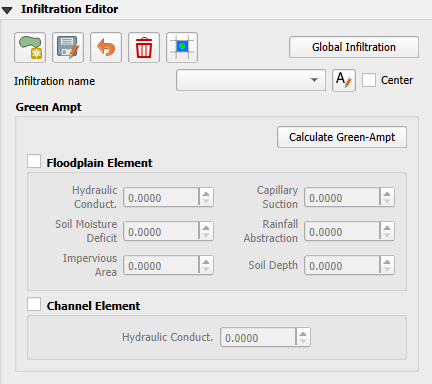 Infiltration Editor
Global Infiltration
Infiltration name
A
Center
Green Ampt
Calculate Green-Ampt
Floodplain Element
Hydraulic Conduct. 0.0000 Capillary Suction 0.0000
Soil Moisture Deficit 0.0000 Rainfall Abstraction 0.0000
Impervious Area 0.0000 Soil Depth 0.0000
Channel Element
Hydraulic Conduct. 0.0000